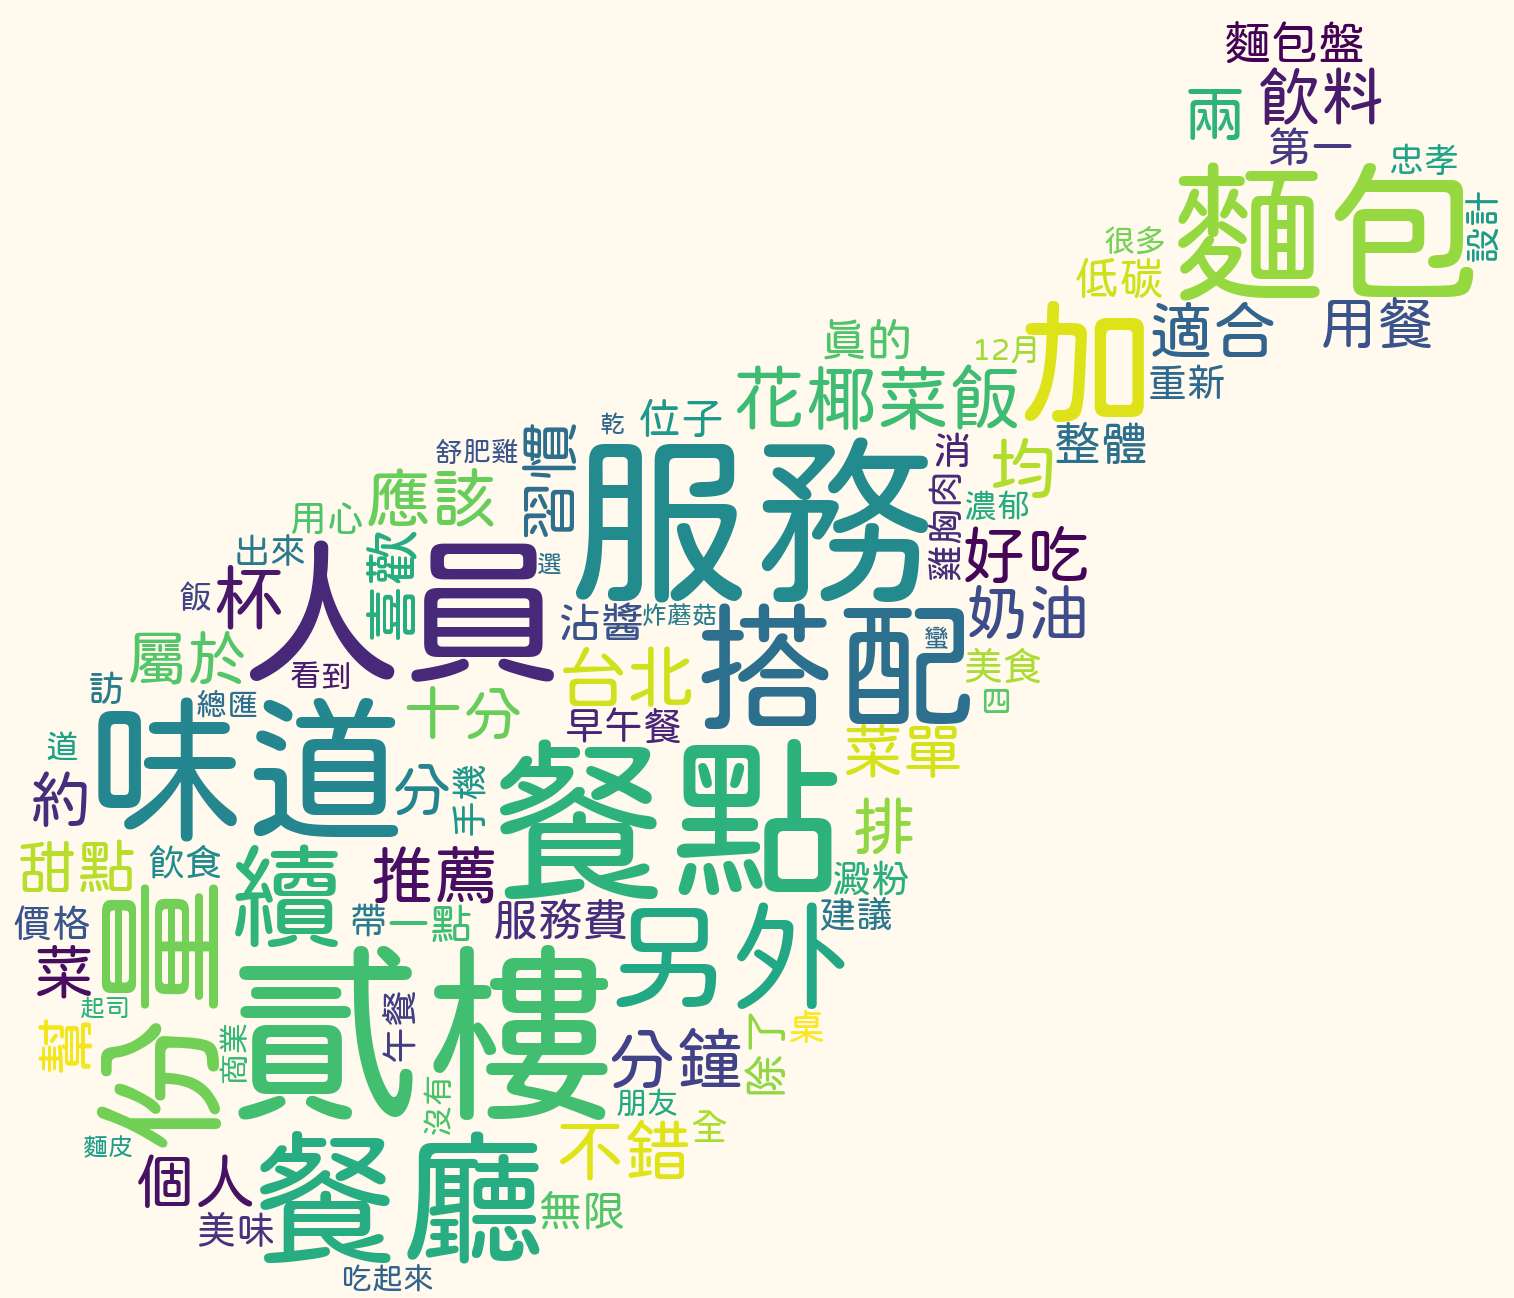 麵包盤
飲料
兩
第一
忠孝
麵包
設計
很多
低碳
加
適合
用餐
真的
12月
重新
花椰菜飯
位子
乾
整體
均
消
舒肥雞
習慣
服務
雞胸肉
濃郁
應該
用心
好吃
出來
喜歡
人員
選
杯
飯
沾醬
炸蘑菇
奶油
搭配
蠻
屬於
看到
台北
美食
四
訪
總匯
十分
早午餐
味道
道
菜單
約
分
手機
餐點
排
甜點
飲食
續
推薦
澱粉
份量
價格
帶
一點
服務費
另外
建議
菜
貳樓
起司
午餐
幫
商業
分鐘
除了
桌
沒有
朋友
全
麵皮
不錯
個人
餐廳
美味
無限
吃起來